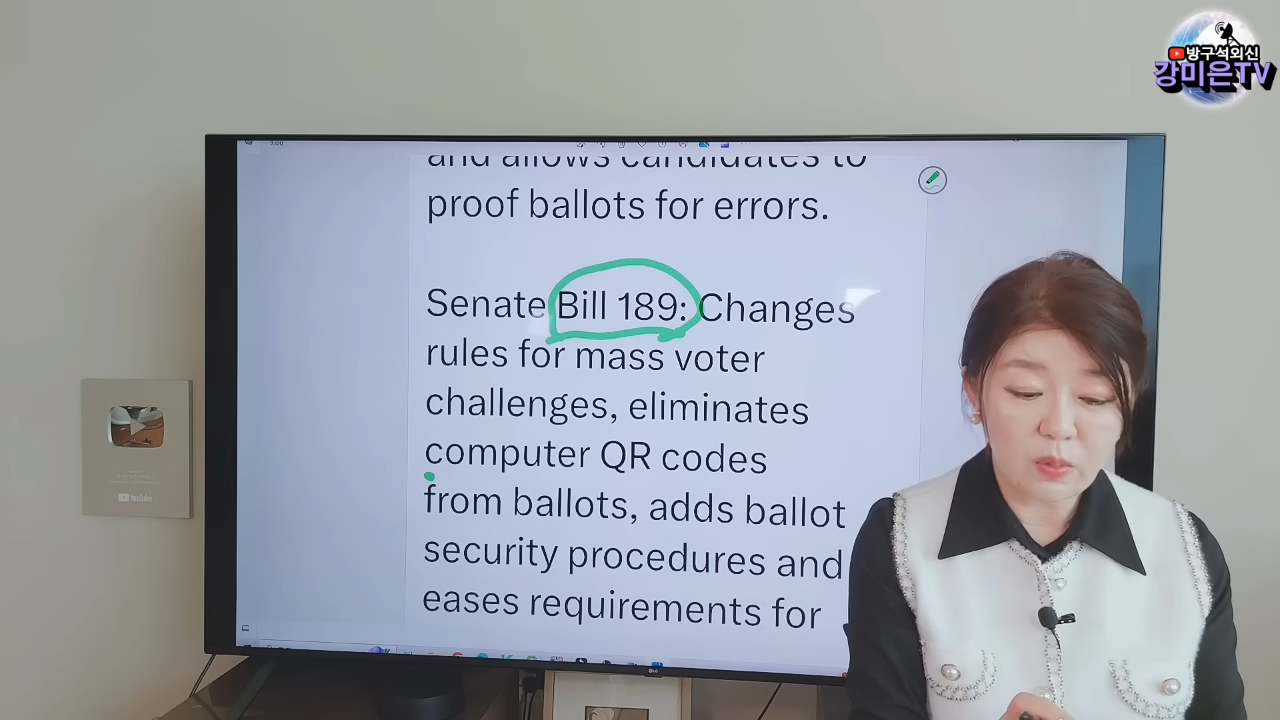 방구석외신
강미은TV
and allows candidates to
proof ballots for errors.
Senate Bill 189: Changes
rules for mass voter
challenges, eliminates
computer QR codes
from ballots, adds ballot
security procedures and
eases requirements for
YouTube
LG